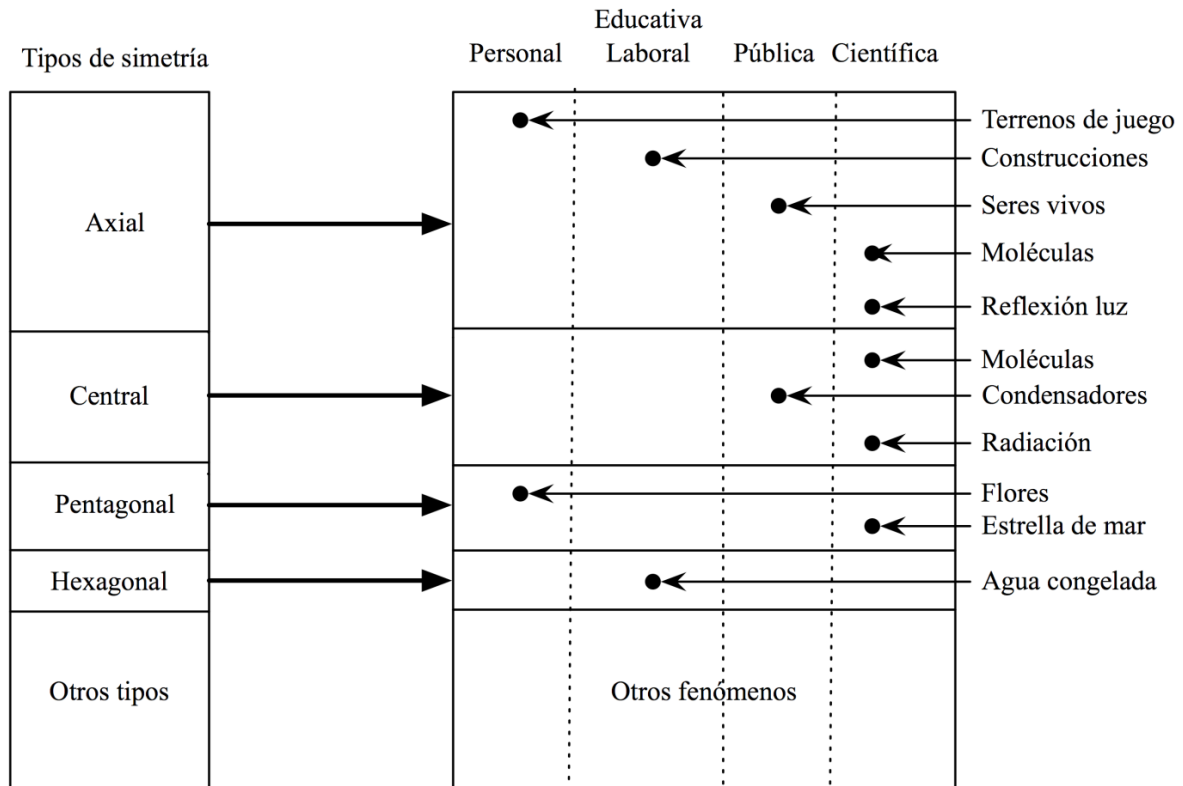 Educativa
Tipos de simetría
Personal Laboral Pública Científica
Terrenos de juego
Construcciones
Seres vivos
Axial
Moléculas
Reflexión luz
Moléculas
Central
Condensadores
Radiación
Flores
Pentagonal
Estrella de mar
Hexagonal
Agua congelada
Otros tipos
Otros fenómenos